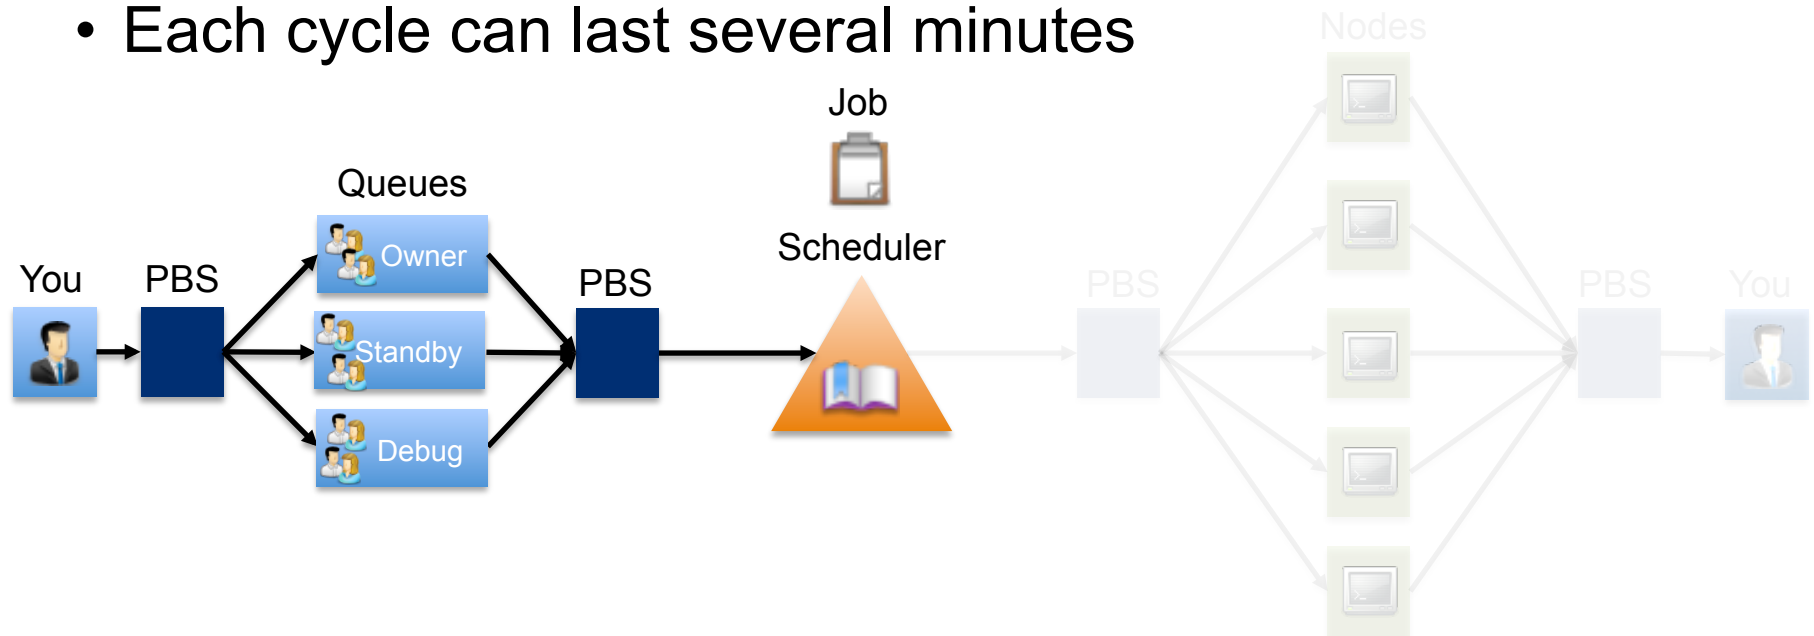 • Each cycle can last several minutes
Nodes
Job
Queues
Scheduler
Owner
You
PBS
PBS
PBS
PBS
You
Standby
Debug